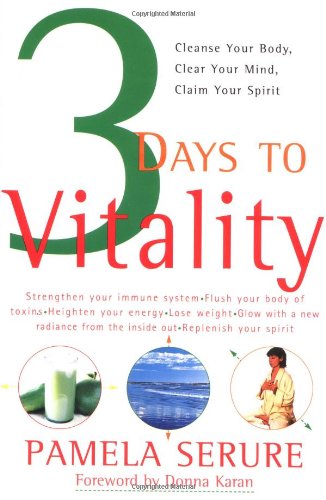 Cleanse Your Body,
Clear Your Mind,
Claim Your Spirit
3
DAYS TO
Vitality
Strengthen your immune system•Flush your body of
toxins•Heighten your energy•Lose weight•Glow with a new
radiance from the inside out•Replenish your spirit
PAMELA SERURE
Foreword by Donna Karan